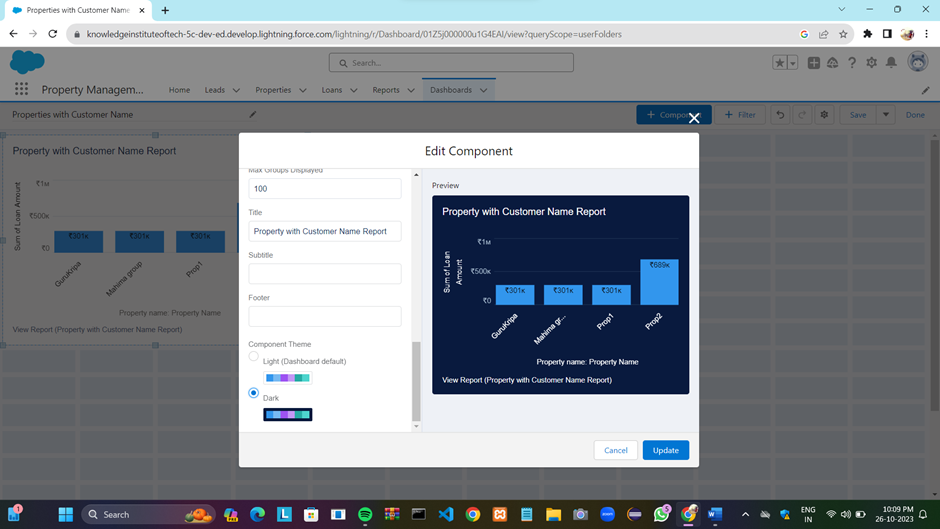 Properties with Customer Name
knowledgeinstituteoftech-5c-dev-ed.develop.lightning.force.com/lightning/r/Dashboard/01Z5j000000u1G4EAI/view?queryScope=userFolders
Search...
Property Managem...
Home
Leads
Properties
Loans
Reports
Dashboards
Properties with Customer Name
+ Component
+ Filter
Save
Done
Property with Customer Name Report
Sum of Loan Amount
₹1M
₹500K
₹0
₹301K
₹301K
₹301K
GuruKripa
Mahima group
Prop1
Property name: Property Name
View Report (Property with Customer Name Report)
Edit Component
Max Groups Displayed
100
Title
Property with Customer Name Report
Subtitle
Footer
Component Theme
Light (Dashboard default)
Dark
Preview
Property with Customer Name Report
Sum of Loan
Amount
₹1M
₹500K
₹0
₹301K
₹301K
₹301K
₹689K
GuruKripa
Mahima gr...
Prop1
Prop2
Property name: Property Name
View Report (Property with Customer Name Report)
Cancel
Update
1
Search
5
ENG
IN
10:09 PM
26-10-2023